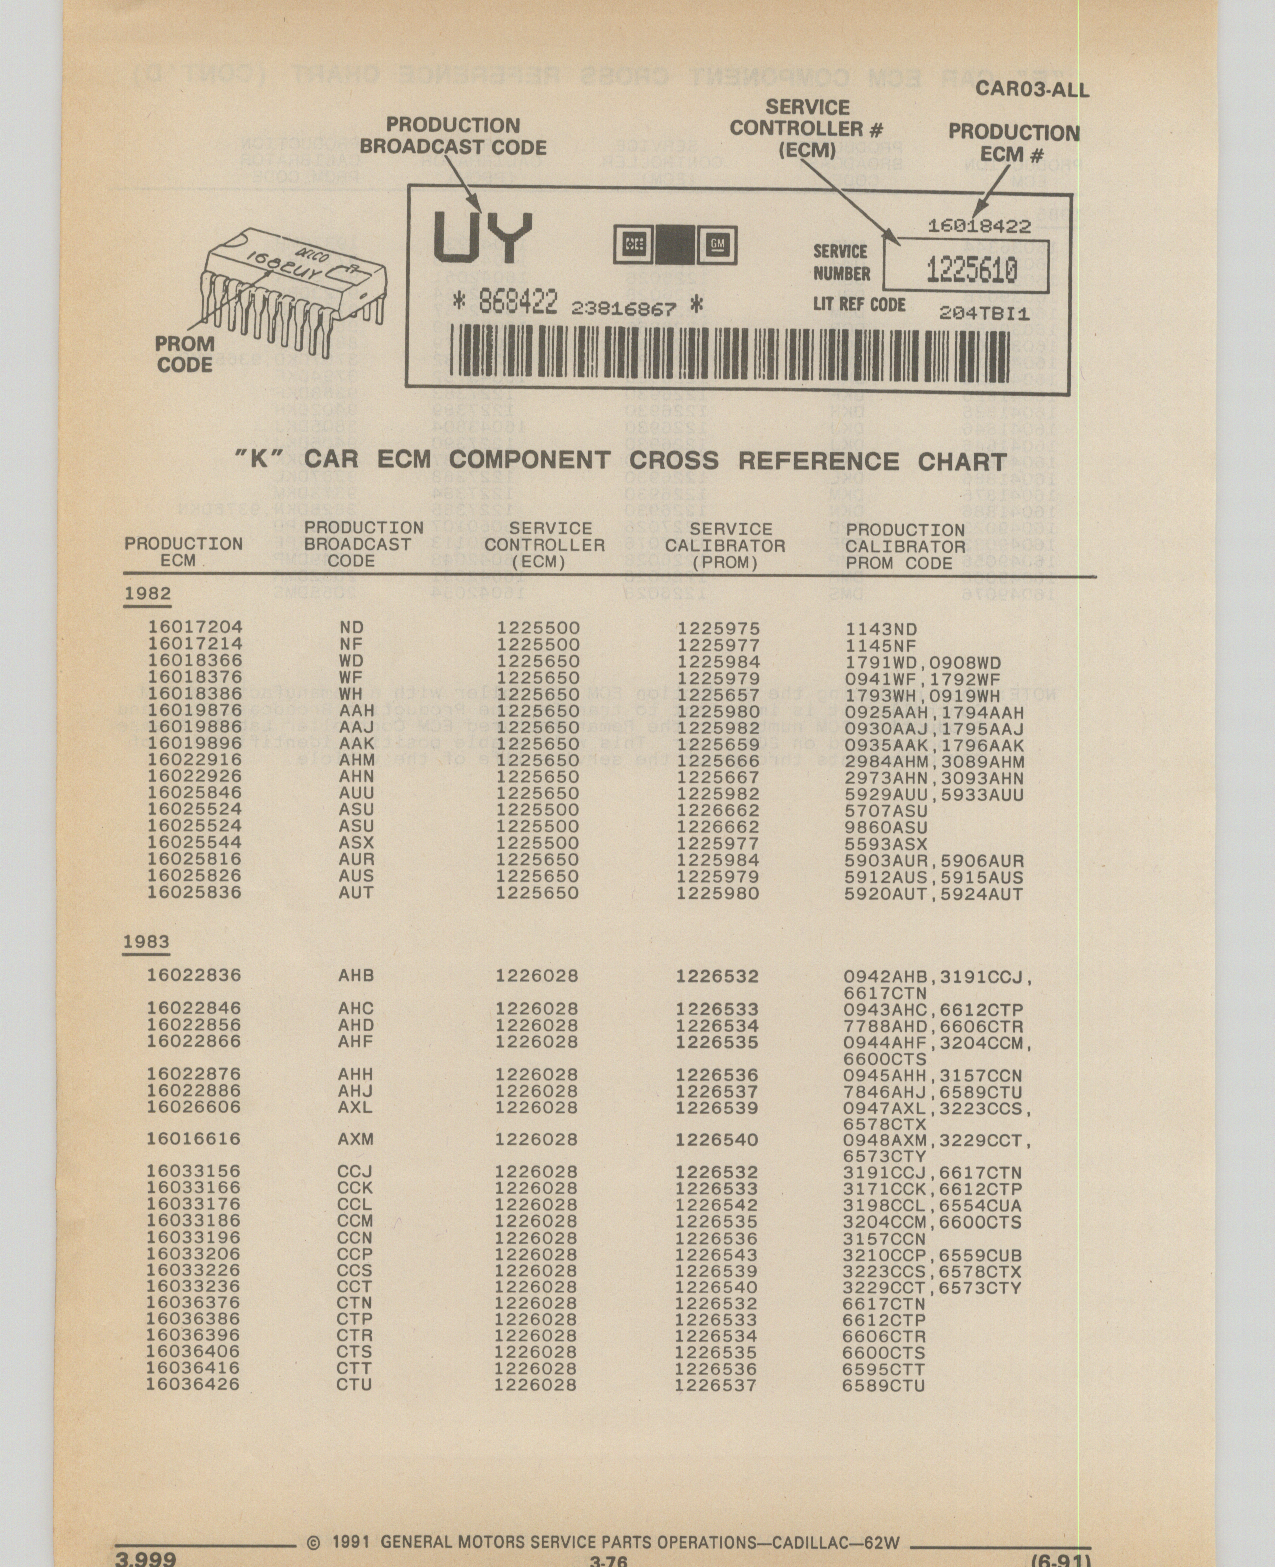 CAR03-ALL
PRODUCTION
BROADCAST CODE
SERVICE
CONTROLLER #
(ECM)
PRODUCTION
ECM #
UY
GM
16018422
SERVICE
NUMBER
1225610
* 868422 23816867 *
LIT REF CODE 204TBI1
DELCO
1682UY
PROM
CODE
"K" CAR ECM COMPONENT CROSS REFERENCE CHART
PRODUCTION ECM PRODUCTION BROADCAST CODE SERVICE CONTROLLER (ECM) SERVICE CALIBRATOR (PROM) PRODUCTION CALIBRATOR PROM CODE
1982
16017204 ND 1225500 1225975 1143ND
16017214 NF 1225500 1225977 1145NF
16018366 WD 1225650 1225984 1791WD,0908WD
16018376 WF 1225650 1225979 0941WF,1792WF
16018386 WH 1225650 1225657 1793WH,0919WH
16019876 AAH 1225650 1225980 0925AAH,1794AAH
16019886 AAJ 1225650 1225982 0930AAJ,1795AAJ
16019896 AAK 1225650 1225659 0935AAK,1796AAK
16022916 AHM 1225650 1225666 2984AHM,3089AHM
16022926 AHN 1225650 1225667 2973AHN,3093AHN
16025846 AUU 1225650 1225982 5929AUU,5933AUU
16025524 ASU 1225500 1226662 5707ASU
16025524 ASU 1225500 1226662 9860ASU
16025544 ASX 1225500 1225977 5593ASX
16025816 AUR 1225650 1225984 5903AUR,5906AUR
16025826 AUS 1225650 1225979 5912AUS,5915AUS
16025836 AUT 1225650 1225980 5920AUT,5924AUT
1983
16022836 AHB 1226028 1226532 0942AHB,3191CCJ,
6617CTN
16022846 AHC 1226028 1226533 0943AHC,6612CTP
16022856 AHD 1226028 1226534 7788AHD,6606CTR
16022866 AHF 1226028 1226535 0944AHF,3204CCM,
6600CTS
16022876 AHH 1226028 1226536 0945AHH,3157CCN
16022886 AHJ 1226028 1226537 7846AHJ,6589CTU
16026606 AXL 1226028 1226539 0947AXL,3223CCS,
6578CTX
16016616 AXM 1226028 1226540 0948AXM,3229CCT,
6573CTY
16033156 CCJ 1226028 1226532 3191CCJ,6617CTN
16033166 CCK 1226028 1226533 3171CCK,6612CTP
16033176 CCL 1226028 1226542 3198CCL,6554CUA
16033186 CCM 1226028 1226535 3204CCM,6600CTS
16033196 CCN 1226028 1226536 3157CCN
16033206 CCP 1226028 1226543 3210CCP,6559CUB
16033226 CCS 1226028 1226539 3223CCS,6578CTX
16033236 CCT 1226028 1226540 3229CCT,6573CTY
16036376 CTN 1226028 1226532 6617CTN
16036386 CTP 1226028 1226533 6612CTP
16036396 CTR 1226028 1226534 6606CTR
16036406 CTS 1226028 1226535 6600CTS
16036416 CTT 1226028 1226536 6595CTT
16036426 CTU 1226028 1226537 6589CTU
© 1991 GENERAL MOTORS SERVICE PARTS OPERATIONS—CADILLAC—62W
3.999 3-76 (6-91)